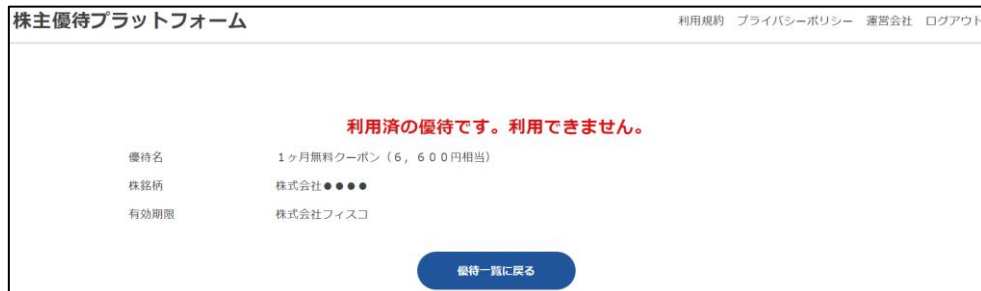 株主優待プラットフォーム
利用規約 プライバシーポリシー 運営会社 ログアウト
利用済の優待です。利用できません。
優待名 1ヶ月無料クーポン（6，600円相当）
株銘柄 株式会社●●●●
有効期限 株式会社フィスコ
優待一覧に戻る